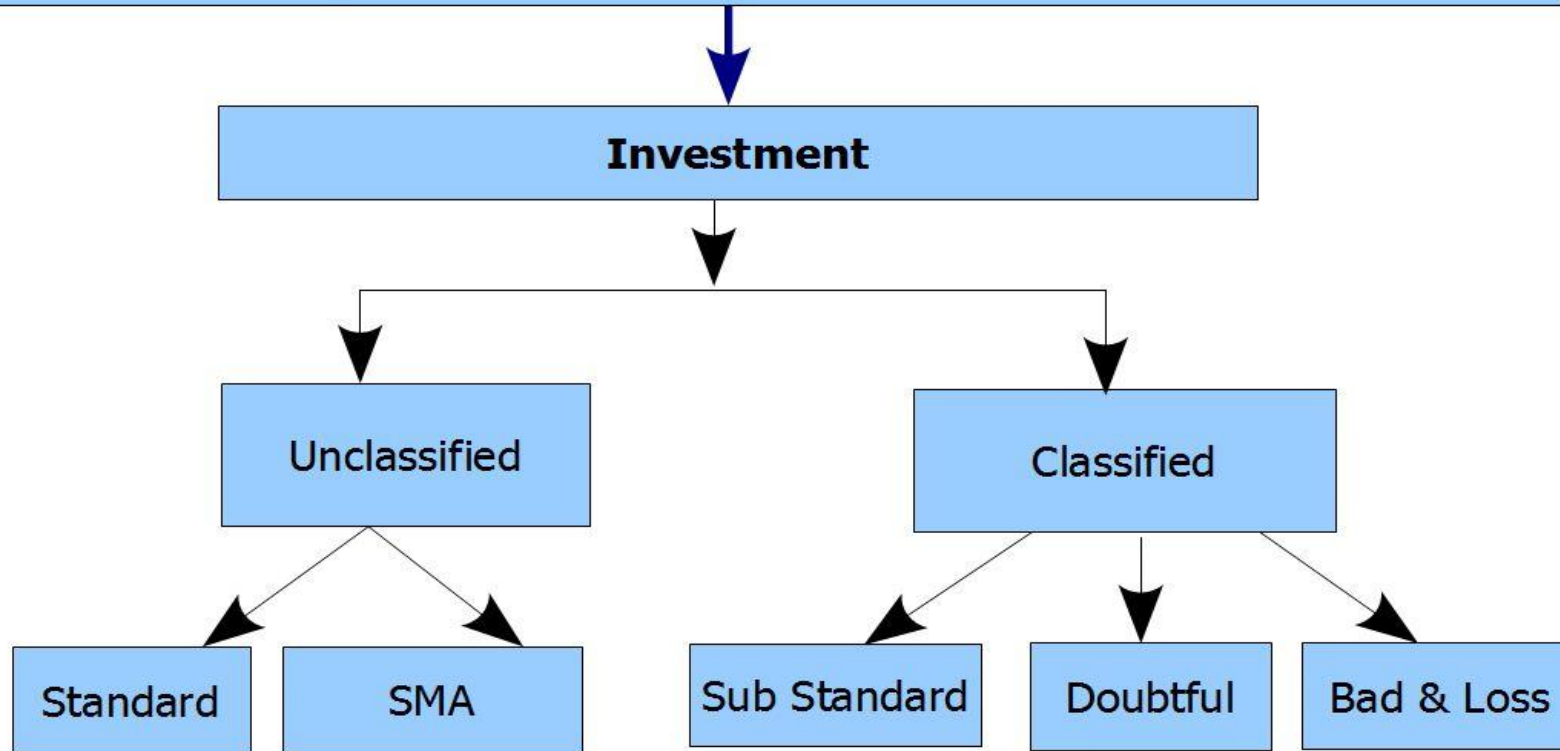 Investment
Unclassified
Classified
Standard
SMA
Sub Standard
Doubtful
Bad & Loss